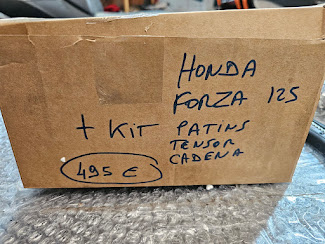 HONDA
FORZA 125
+ KIT PATINS
TENSOR
CADENA
495 €